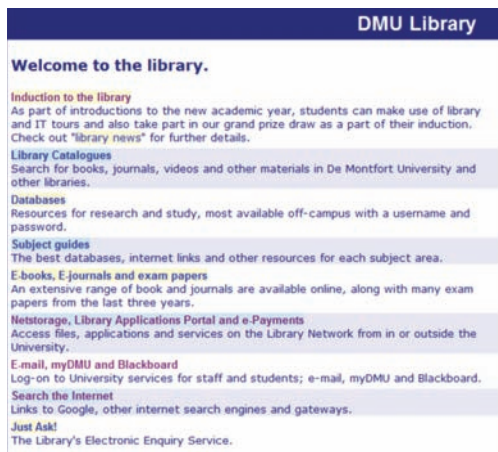 DMU Library
Welcome to the library.
Induction to the library
As part of introductions to the new academic year, students can make use of library
and IT tours and also take part in our grand prize draw as a part of their induction.
Check out "library news" for further details.
Library Catalogues
Search for books, journals, videos and other materials in De Montfort University and
other libraries.
Databases
Resources for research and study, most available off-campus with a username and
password.
Subject guides
The best databases, internet links and other resources for each subject area.
E-books, E-journals and exam papers
An extensive range of book and journals are available online, along with many exam
papers from the last three years.
Netstorage, Library Applications Portal and e-Payments
Access files, applications and services on the Library Network from in or outside the
University.
E-mail, myDMU and Blackboard
Log-on to University services for staff and students; e-mail, myDMU and Blackboard.
Search the Internet
Links to Google, other internet search engines and gateways.
Just Ask!
The Library's Electronic Enquiry Service.